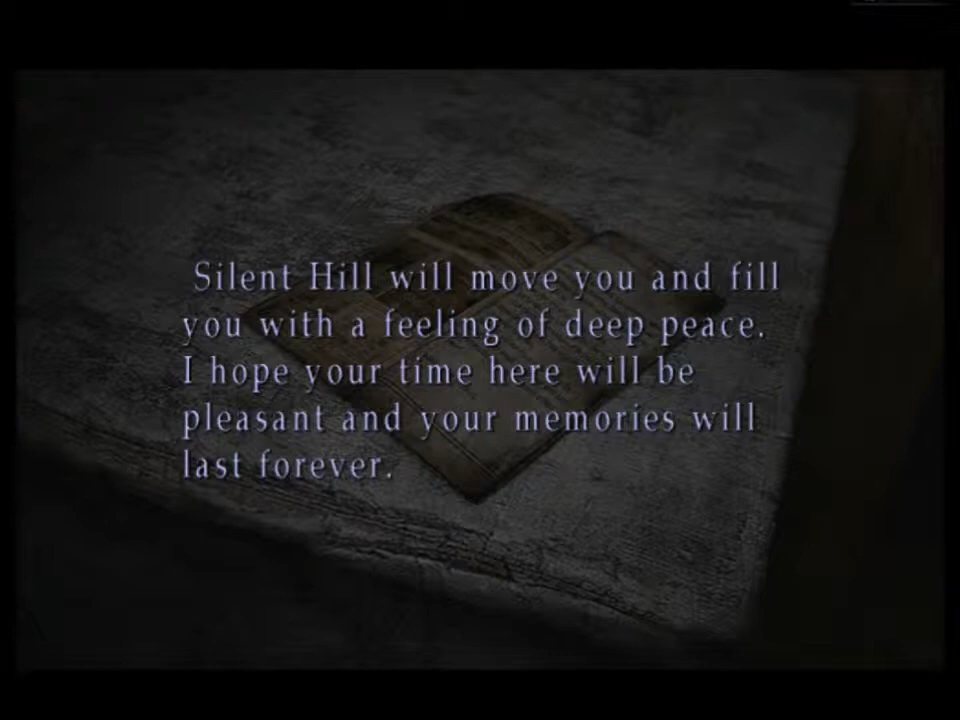 Silent Hill will move you and fill
you with a feeling of deep peace.
I hope your time here will be
pleasant and your memories will
last forever.